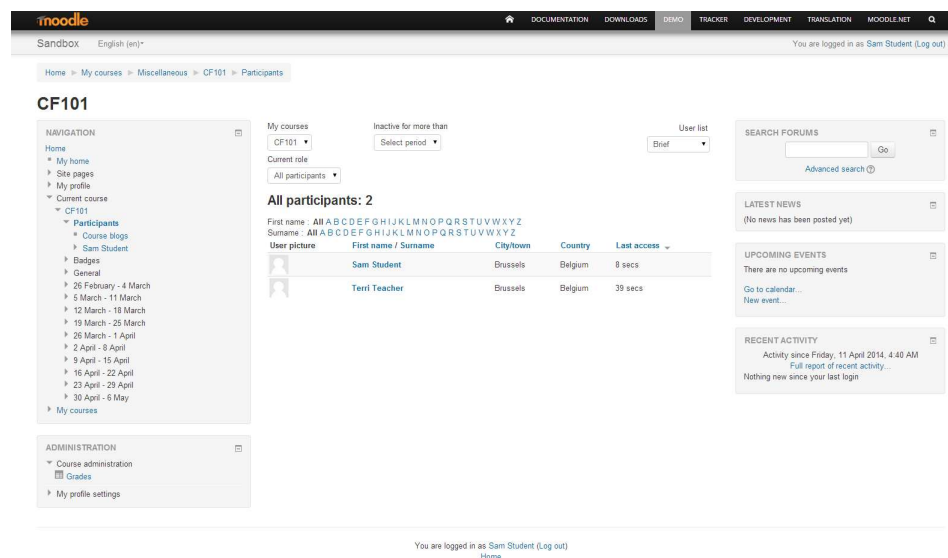 moodle
DOCUMENTATION DOWNLOADS DEMO TRACKER DEVELOPMENT TRANSLATION MOODLE.NET
Sandbox English (en)
You are logged in as Sam Student (Log out)
Home My courses Miscellaneous CF101 Participants
CF101
NAVIGATION
Home
My home
Site pages
My profile
Current course
CF101
Participants
Course blogs
Sam Student
Badges
General
26 February - 4 March
5 March - 11 March
12 March - 18 March
19 March - 25 March
26 March - 1 April
2 April - 8 April
9 April - 15 April
16 April - 22 April
23 April - 29 April
30 April - 6 May
My courses
ADMINISTRATION
Course administration
Grades
My profile settings
My courses Inactive for more than User list
CF101 Select period Brief
Current role
All participants
All participants: 2
First name : All A B C D E F G H I J K L M N O P Q R S T U V W X Y Z
Surname : All A B C D E F G H I J K L M N O P Q R S T U V W X Y Z
User picture First name / Surname City/town Country Last access
Sam Student Brussels Belgium 8 secs
Terri Teacher Brussels Belgium 39 secs
SEARCH FORUMS
Go
Advanced search ?
LATEST NEWS
(No news has been posted yet)
UPCOMING EVENTS
There are no upcoming events
Go to calendar...
New event...
RECENT ACTIVITY
Activity since Friday, 11 April 2014, 4:40 AM
Full report of recent activity...
Nothing new since your last login
You are logged in as Sam Student (Log out)
Home